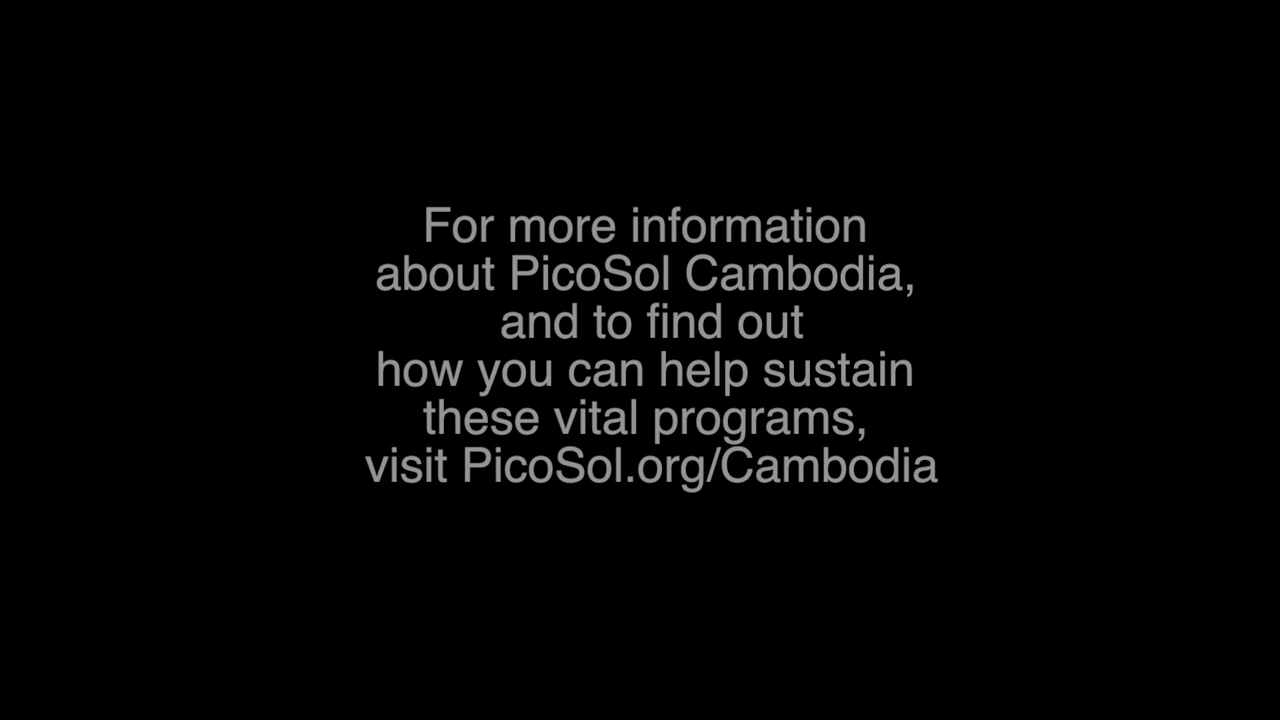 For more information
about PicoSol Cambodia,
and to find out
how you can help sustain
these vital programs,
visit PicoSol.org/Cambodia